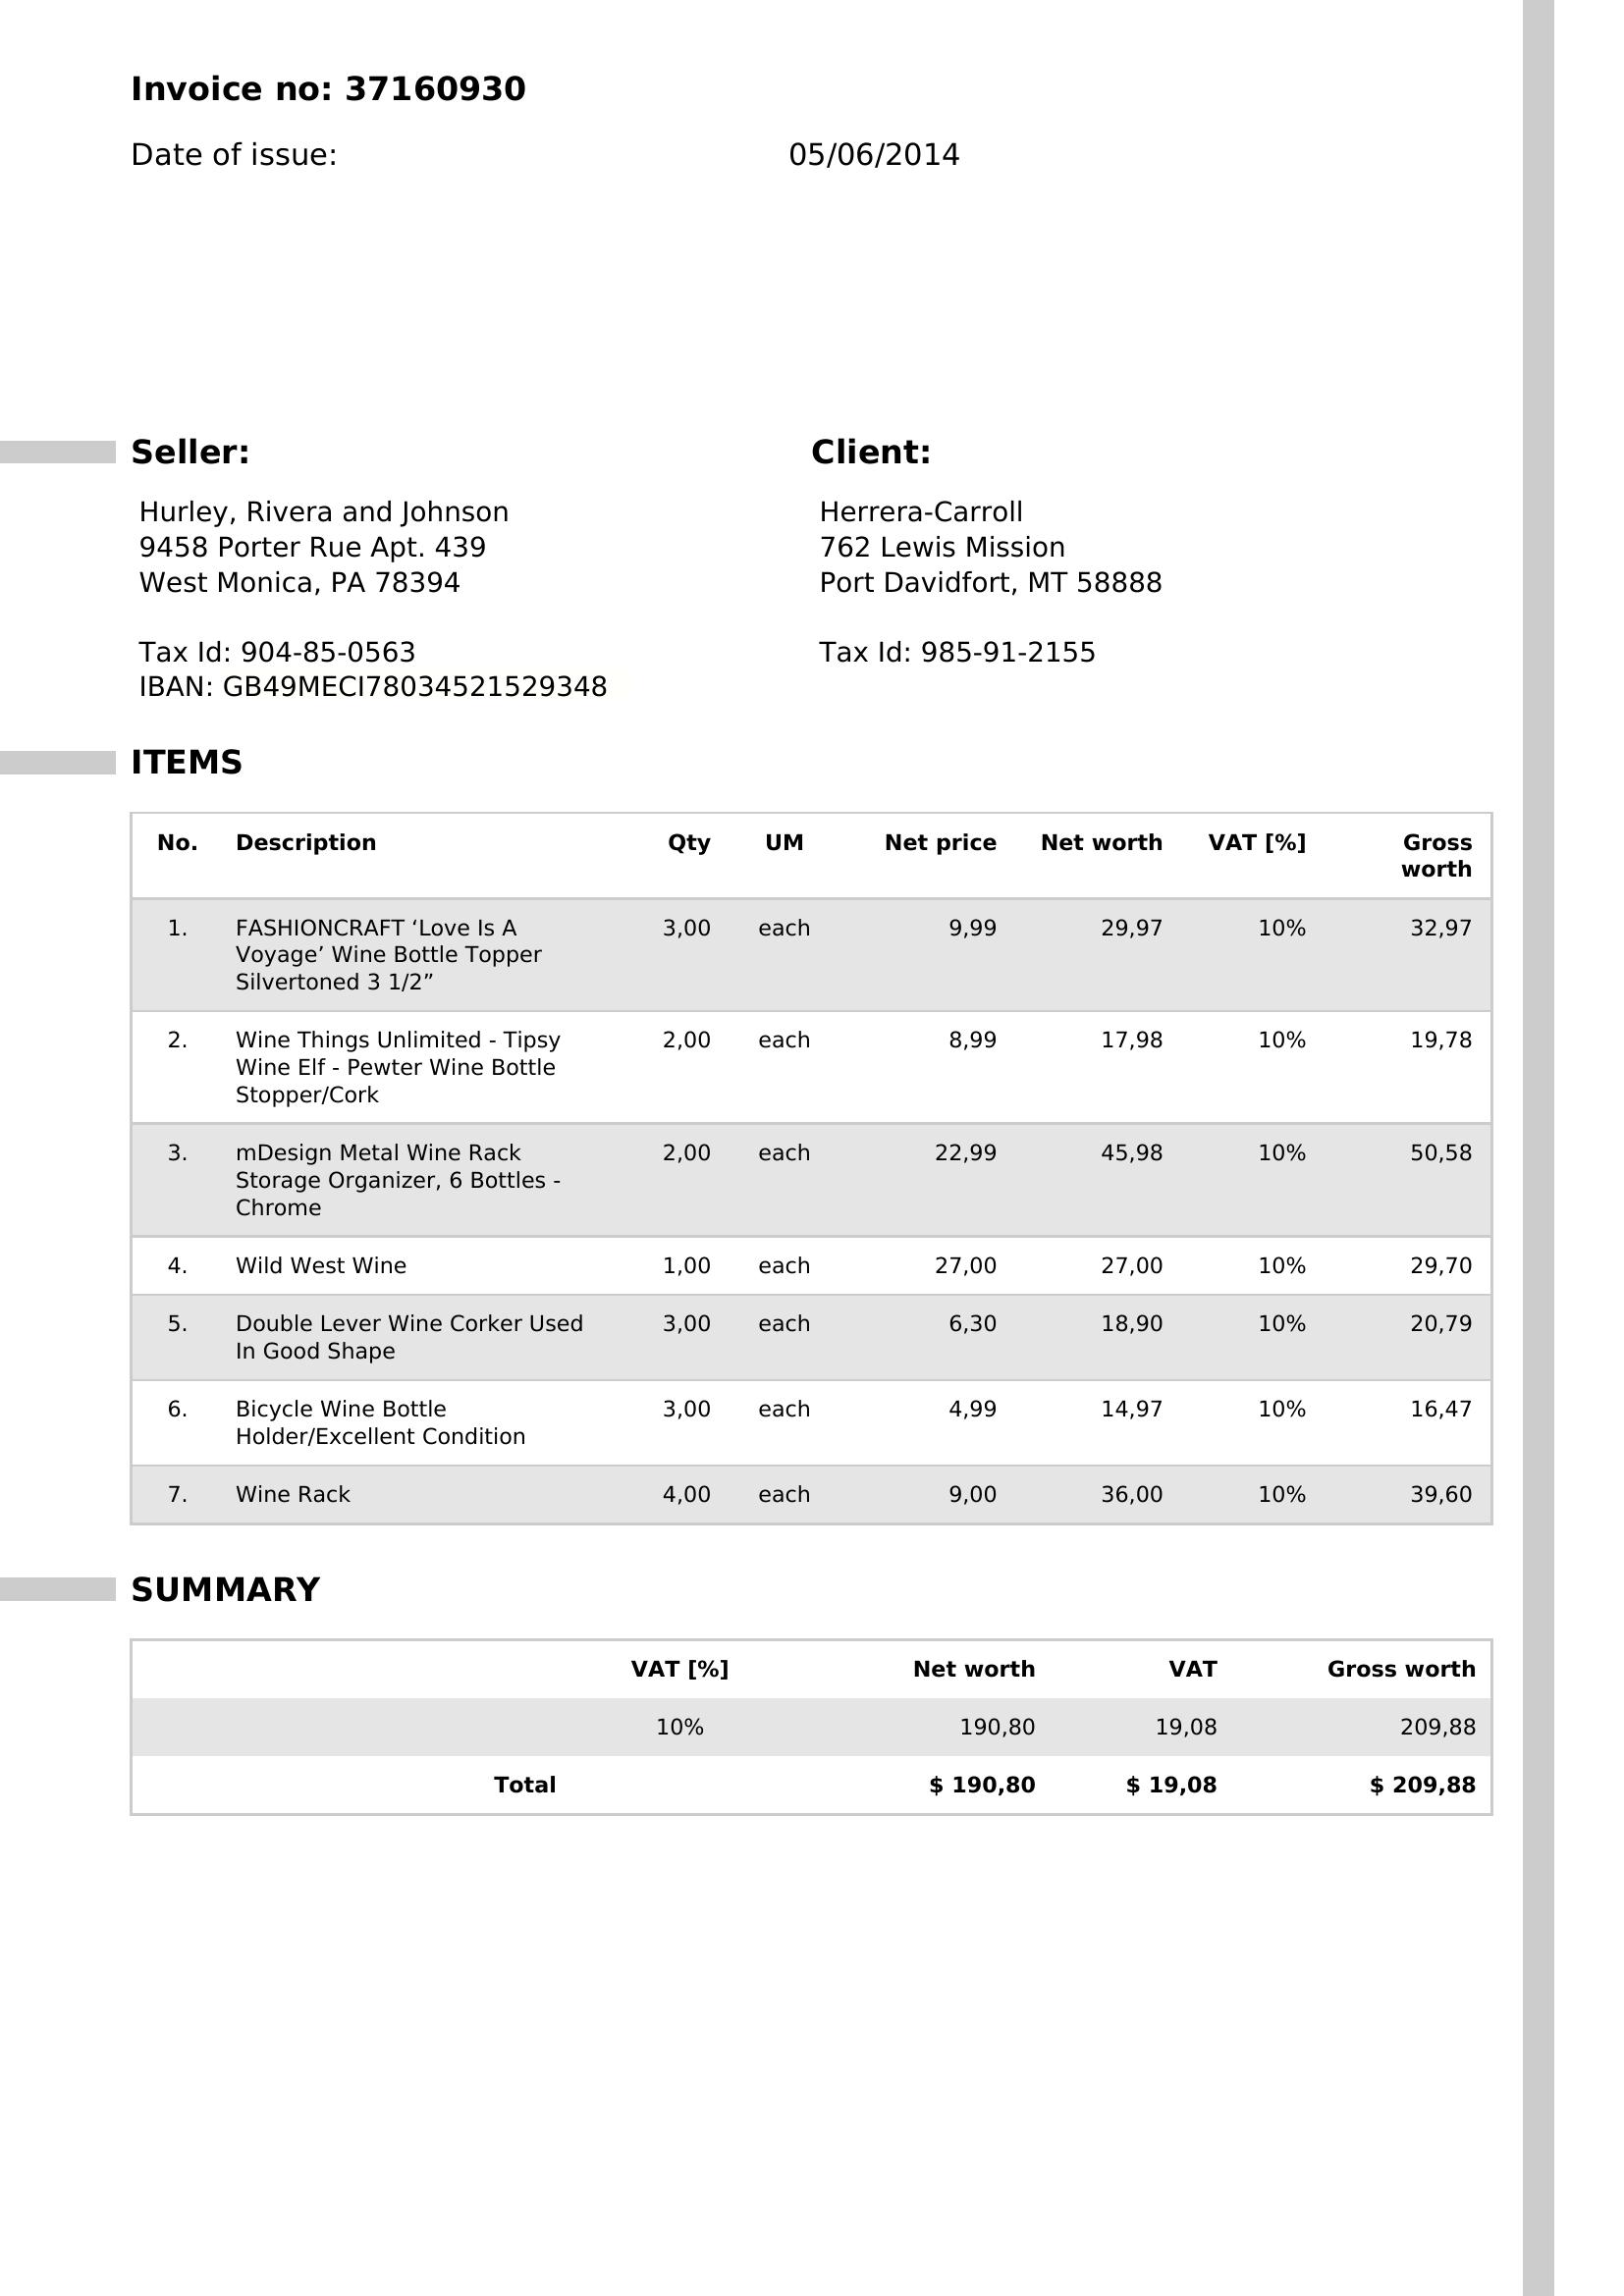 Invoice no: 37160930
Date of issue: 05/06/2014
Seller:
Hurley, Rivera and Johnson
9458 Porter Rue Apt. 439
West Monica, PA 78394
Tax Id: 904-85-0563
IBAN: GB49MECI78034521529348
Client:
Herrera-Carroll
762 Lewis Mission
Port Davidfort, MT 58888
Tax Id: 985-91-2155
ITEMS
No. Description Qty UM Net price Net worth VAT [%] Gross
worth
1. FASHIONCRAFT ‘Love Is A 3,00 each 9,99 29,97 10% 32,97
Voyage’ Wine Bottle Topper
Silvertoned 3 1/2”
2. Wine Things Unlimited - Tipsy 2,00 each 8,99 17,98 10% 19,78
Wine Elf - Pewter Wine Bottle
Stopper/Cork
3. mDesign Metal Wine Rack 2,00 each 22,99 45,98 10% 50,58
Storage Organizer, 6 Bottles -
Chrome
4. Wild West Wine 1,00 each 27,00 27,00 10% 29,70
5. Double Lever Wine Corker Used 3,00 each 6,30 18,90 10% 20,79
In Good Shape
6. Bicycle Wine Bottle 3,00 each 4,99 14,97 10% 16,47
Holder/Excellent Condition
7. Wine Rack 4,00 each 9,00 36,00 10% 39,60
SUMMARY
VAT [%] Net worth VAT Gross worth
10% 190,80 19,08 209,88
Total $ 190,80 $ 19,08 $ 209,88